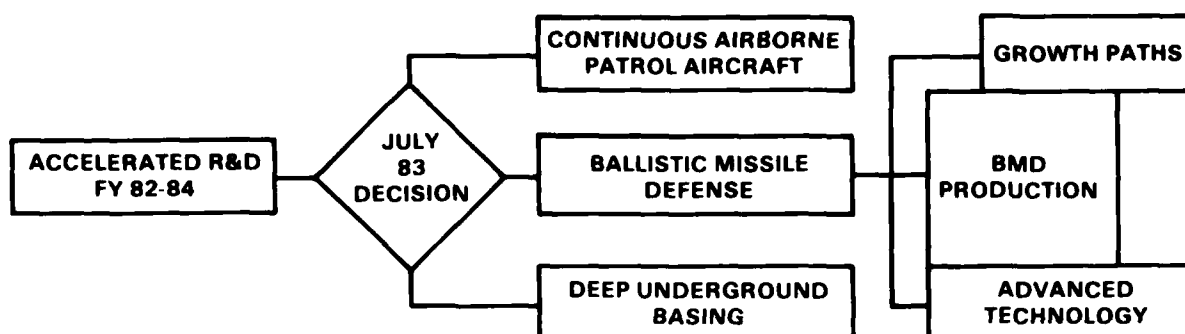 ACCELERATED R&D
FY 82-84
JULY
83
DECISION
CONTINUOUS AIRBORNE
PATROL AIRCRAFT
BALLISTIC MISSILE
DEFENSE
DEEP UNDERGROUND
BASING
GROWTH PATHS
BMD
PRODUCTION
ADVANCED
TECHNOLOGY